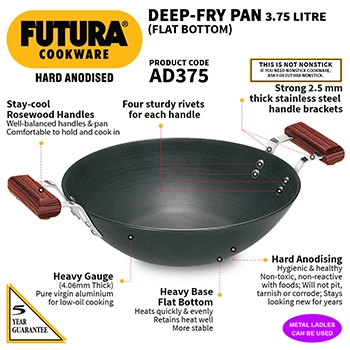 FUTURA®
COOKWARE
HARD ANODISED
DEEP-FRY PAN 3.75 LITRE
(FLAT BOTTOM)
PRODUCT CODE
AD375
THIS IS NOT NONSTICK
IF YOU NEED NONSTICK COOKWARE,
ASK FOR FUTURA NONSTICK.
Stay-cool
Rosewood Handles
Well-balanced handles & pan
Comfortable to hold and cook in
Four sturdy rivets
for each handle
Strong 2.5 mm
thick stainless steel
handle brackets
Heavy Gauge
(4.06mm Thick)
Pure virgin aluminium
for low-oil cooking
Heavy Base
Flat Bottom
Heats quickly & evenly
Retains heat well
More stable
Hard Anodising
Hygienic & healthy
Non-toxic, non-reactive
with foods; Will not pit,
tarnish or corrode; Stays
looking new for years
5
YEAR
GUARANTEE
METAL LADLES
CAN BE USED